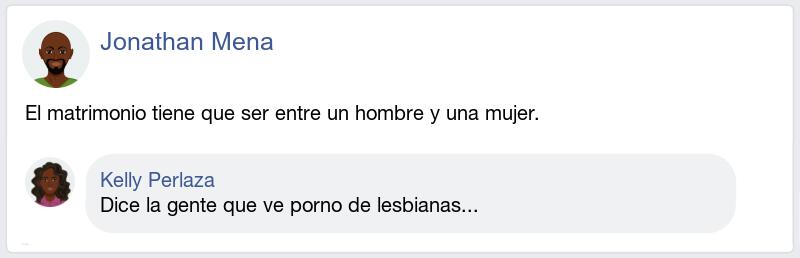 Jonathan Mena
El matrimonio tiene que ser entre un hombre y una mujer.
Kelly Perlaza
Dice la gente que ve porno de lesbianas...